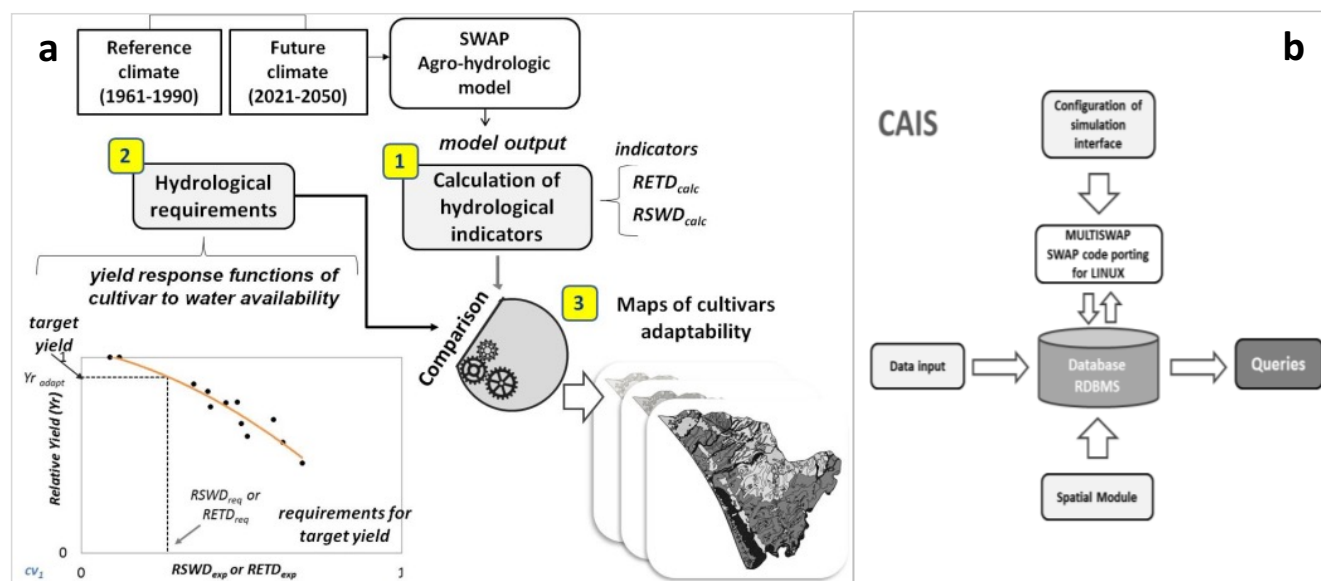 a
Reference
climate
(1961-1990)
Future
climate
(2021-2050)
SWAP
Agro-hydrologic
model
model output
2
Hydrological
requirements
1
Calculation of
hydrological
indicators
indicators
RETDcalc
RSWDcalc
yield response functions of
cultivar to water availability
target
yield
Comparison
3
Maps of cultivars
adaptability
1
Yr adapt
Relative Yield (Yr)
RSWDreq or
RETDreq
requirements for
target yield
0
cv1
0
RSWDexp or RETDexp
1
b
CAIS
Configuration of
simulation
interface
MULTISWAP
SWAP code porting
for LINUX
Data input
Database
RDBMS
Queries
Spatial Module